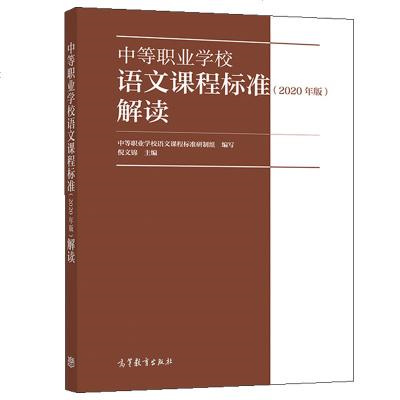 中等职业学校语文课程标准（2020年版）解读
中等职业学校
语文课程标准（2020年版）
解读
中等职业学校语文课程标准研制组 编写
倪文锦 主编
高等教育出版社